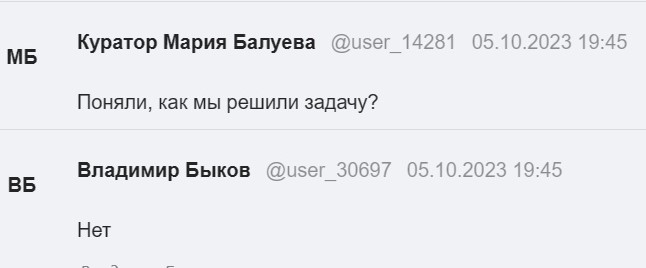 МБ
Куратор Мария Балуева @user_14281 05.10.2023 19:45
Поняли, как мы решили задачу?
ВБ
Владимир Быков @user_30697 05.10.2023 19:45
Нет